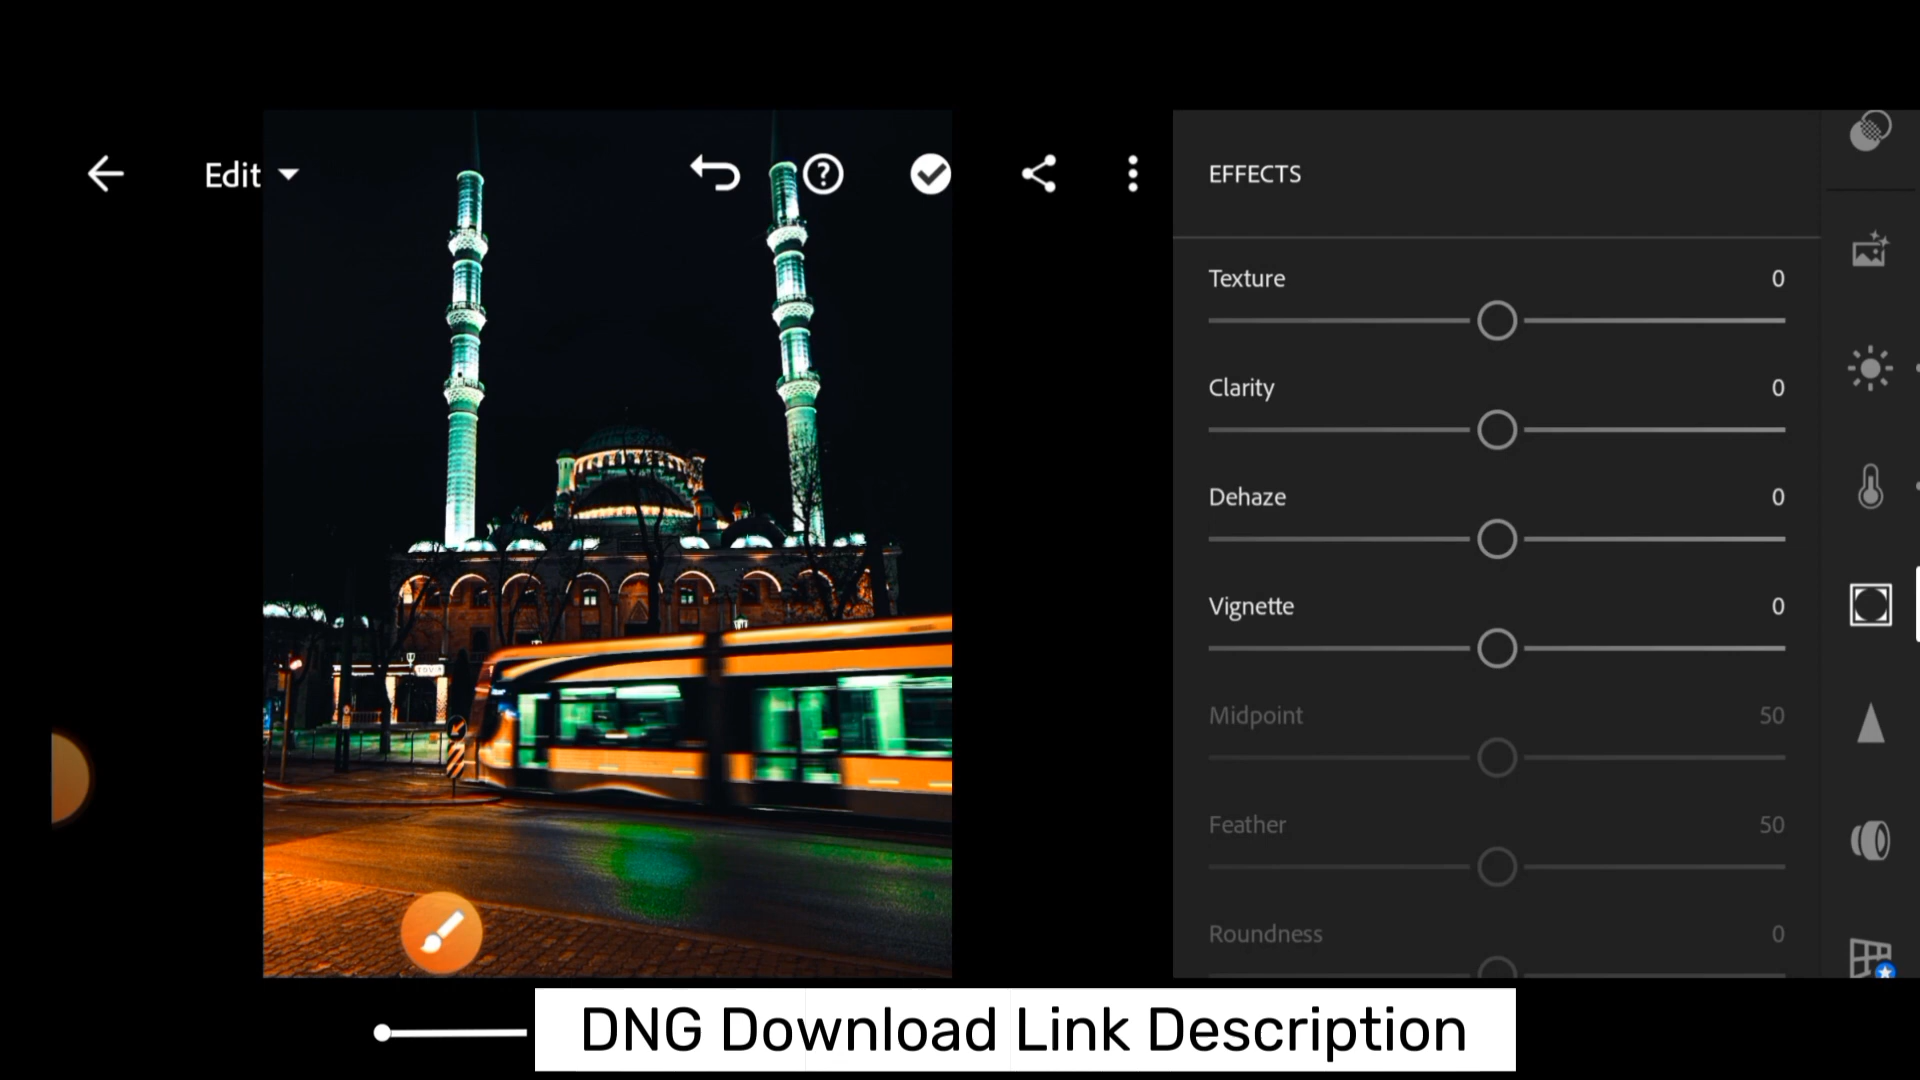 Edit
EFFECTS
Texture 0
Clarity 0
Dehaze 0
Vignette 0
Midpoint 50
Feather 50
Roundness 0
DNG Download Link Description